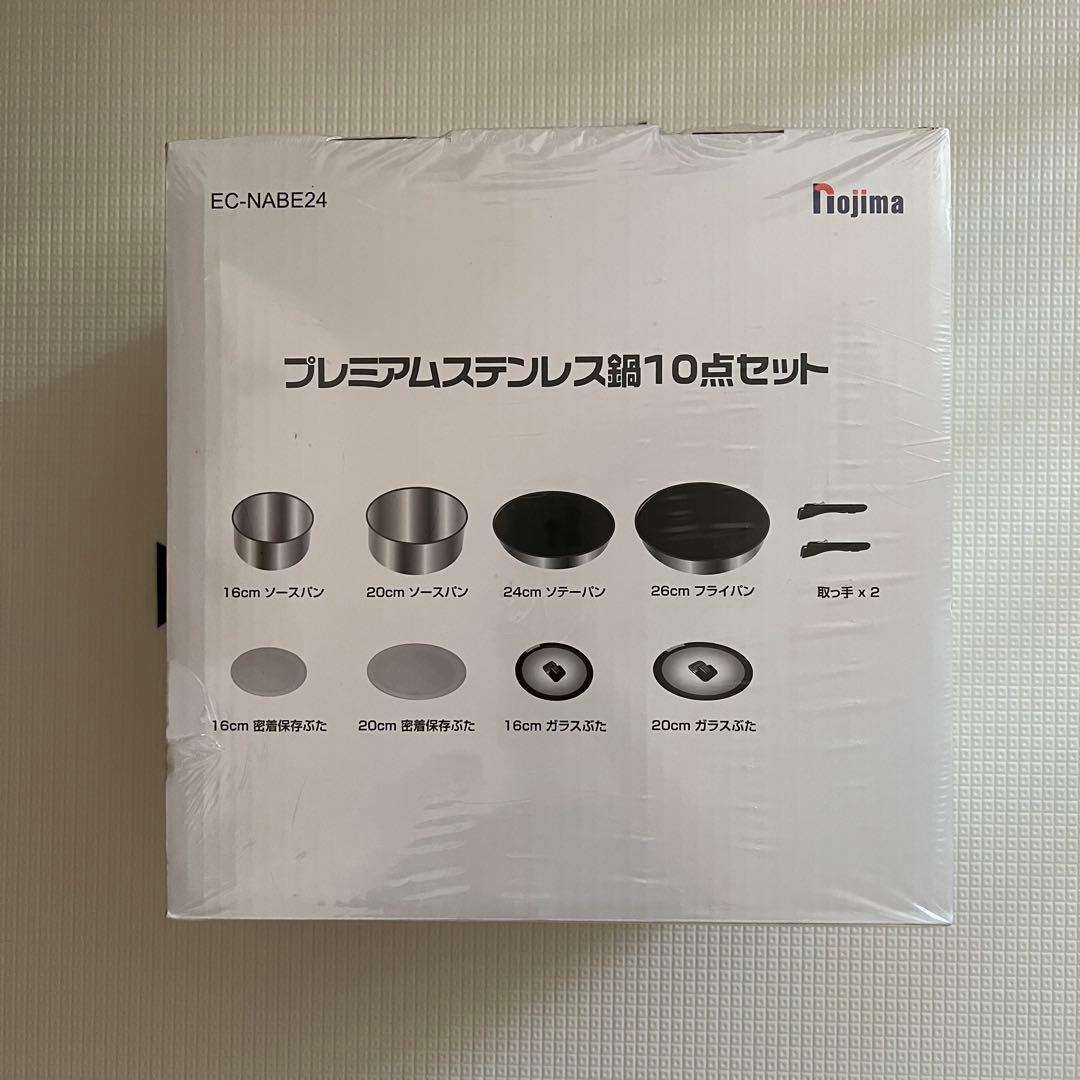 EC-NABE24
nojima
プレミアムステンレス鍋10点セット
16cm ソースパン
20cm ソースパン
24cm ソテーパン
26cm フライパン
取っ手 x 2
16cm 密着保存ぶた
20cm 密着保存ぶた
16cm ガラスぶた
20cm ガラスぶた